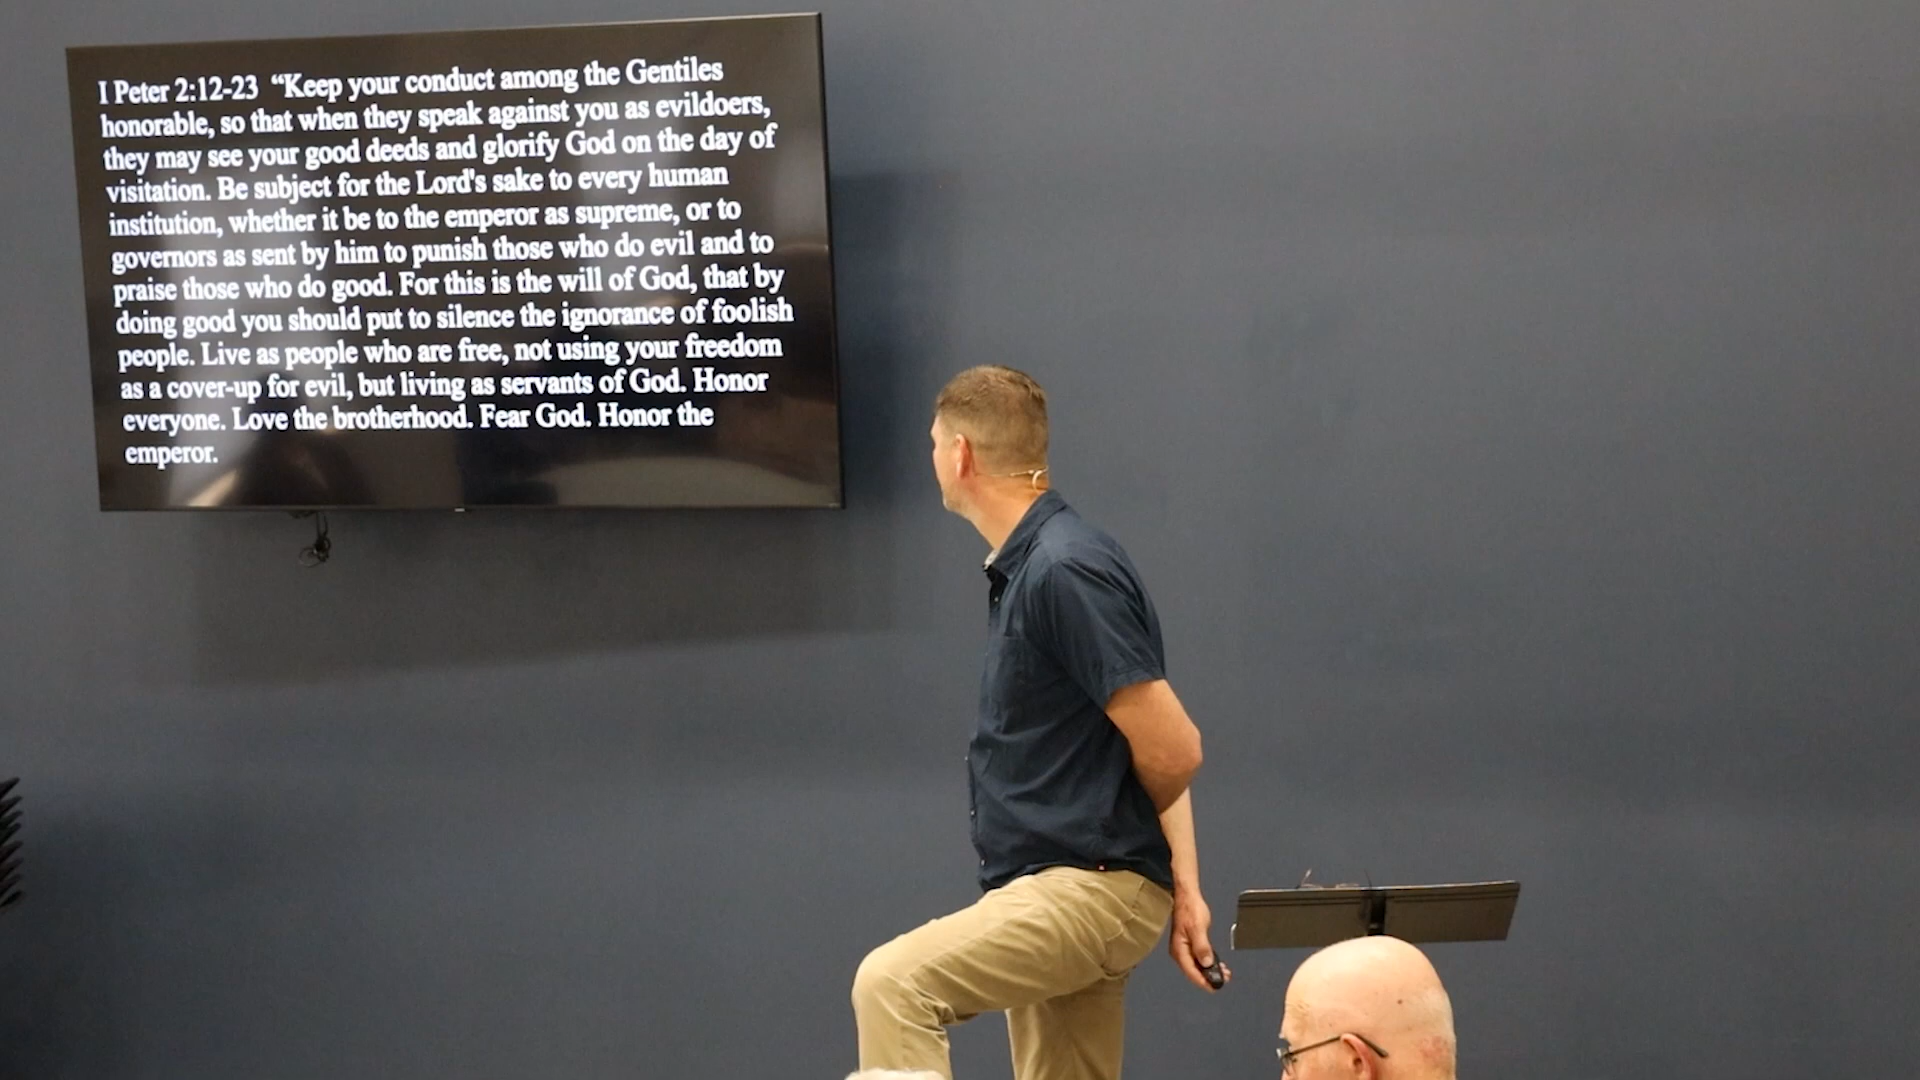 I Peter 2:12-23 “Keep your conduct among the Gentiles
honorable, so that when they speak against you as evildoers,
they may see your good deeds and glorify God on the day of
visitation. Be subject for the Lord's sake to every human
institution, whether it be to the emperor as supreme, or to
governors as sent by him to punish those who do evil and to
praise those who do good. For this is the will of God, that by
doing good you should put to silence the ignorance of foolish
people. Live as people who are free, not using your freedom
as a cover-up for evil, but living as servants of God. Honor
everyone. Love the brotherhood. Fear God. Honor the
emperor.